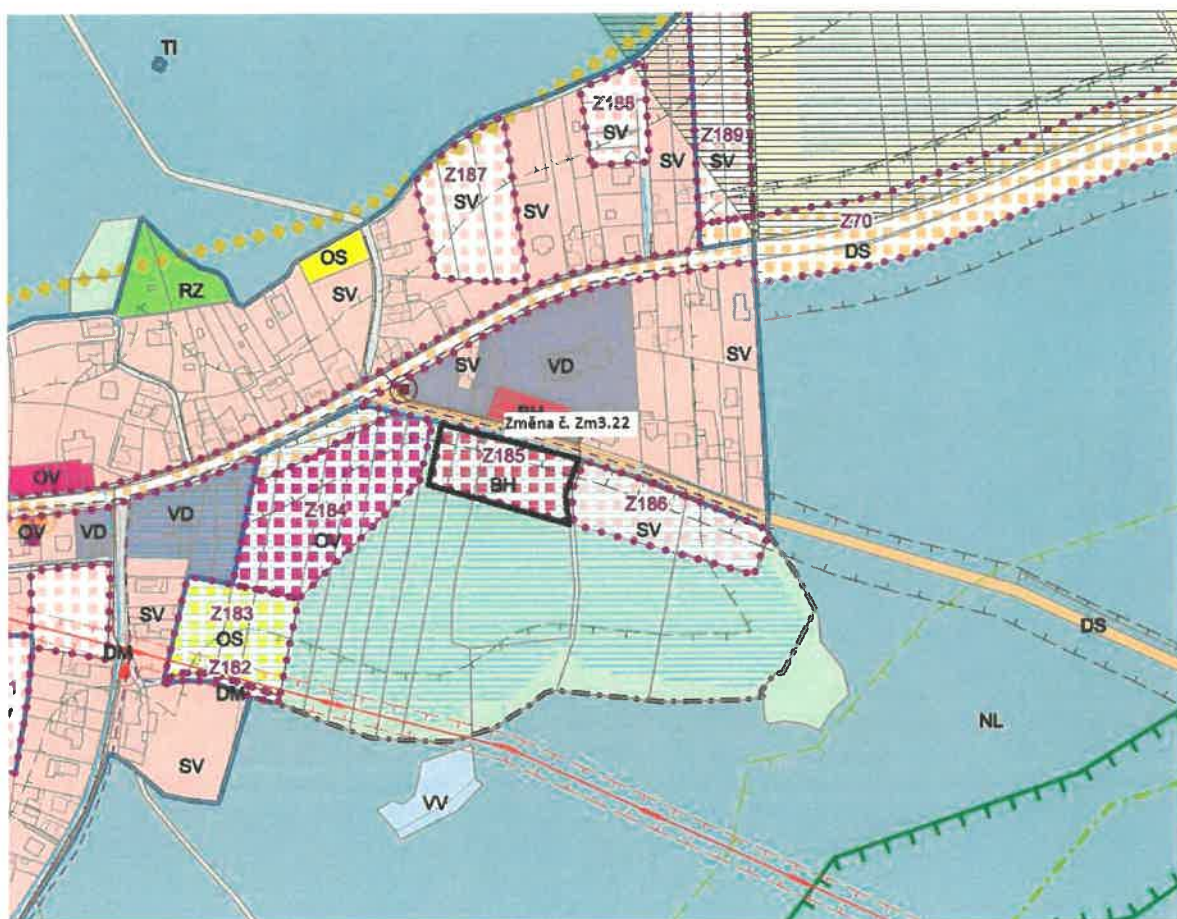 TI
Z188
SV
Z189
SV
SV
Z187
SV
SV
Z70
DS
OS
RZ
SV
SV
VD
SV
Změna č. Zm3.22
Z185
BH
OV
VD
Z186
SV
Z184
OV
OV
VD
SV
Z183
OS
DS
DM
Z182
DM
1
NL
SV
VV